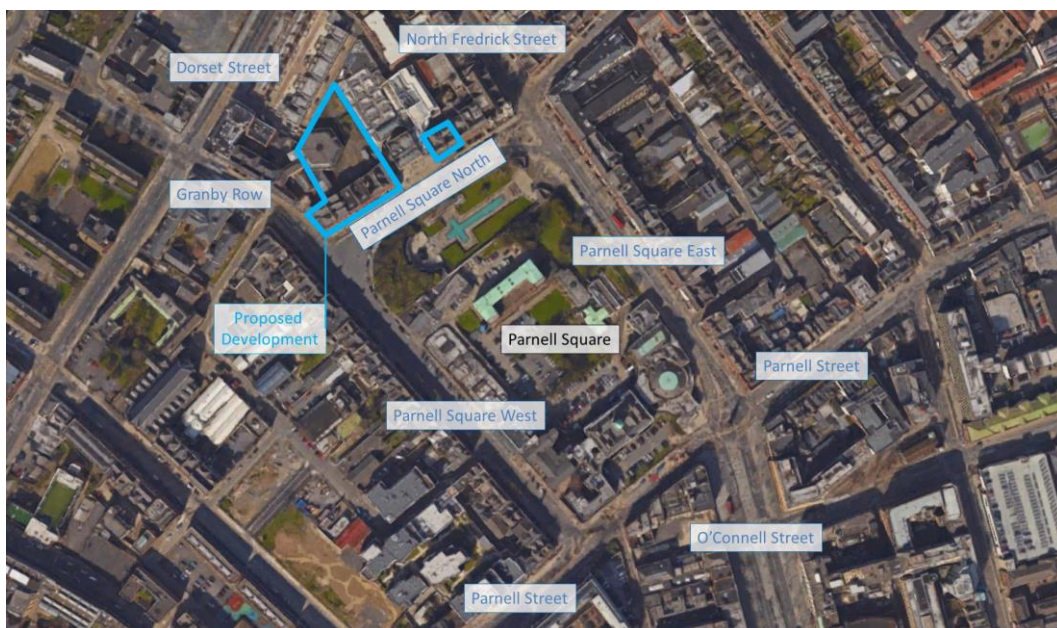 North Fredrick Street
Dorset Street
Granby Row
Parnell Square North
Parnell Square East
Proposed
Development
Parnell Square
Parnell Street
Parnell Square West
O'Connell Street
Parnell Street